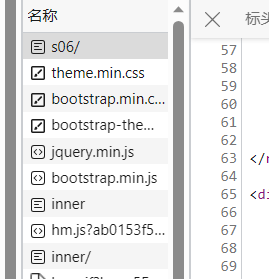 名称
s06/
theme.min.css
bootstrap.min.c...
bootstrap-the...
jquery.min.js
bootstrap.min.js
inner
hm.js?ab0153f5...
inner/
标头
57
58
59
60
61
62
63 </
64
65 <di
66
67
68
69